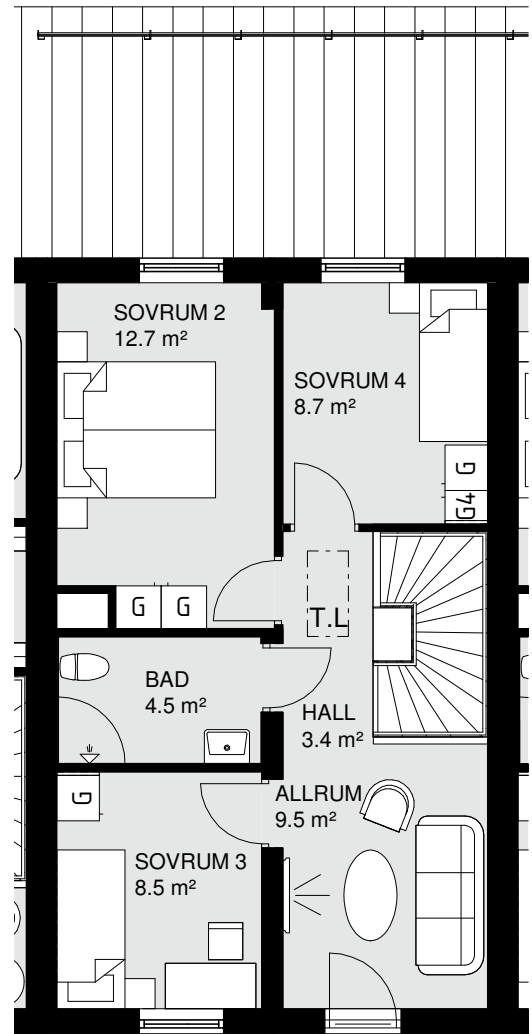 SOVRUM 2
12.7 m²
SOVRUM 4
8.7 m²
G
G4
G
G
T.L
BAD
4.5 m²
HALL
3.4 m²
G
ALLRUM
9.5 m²
SOVRUM 3
8.5 m²